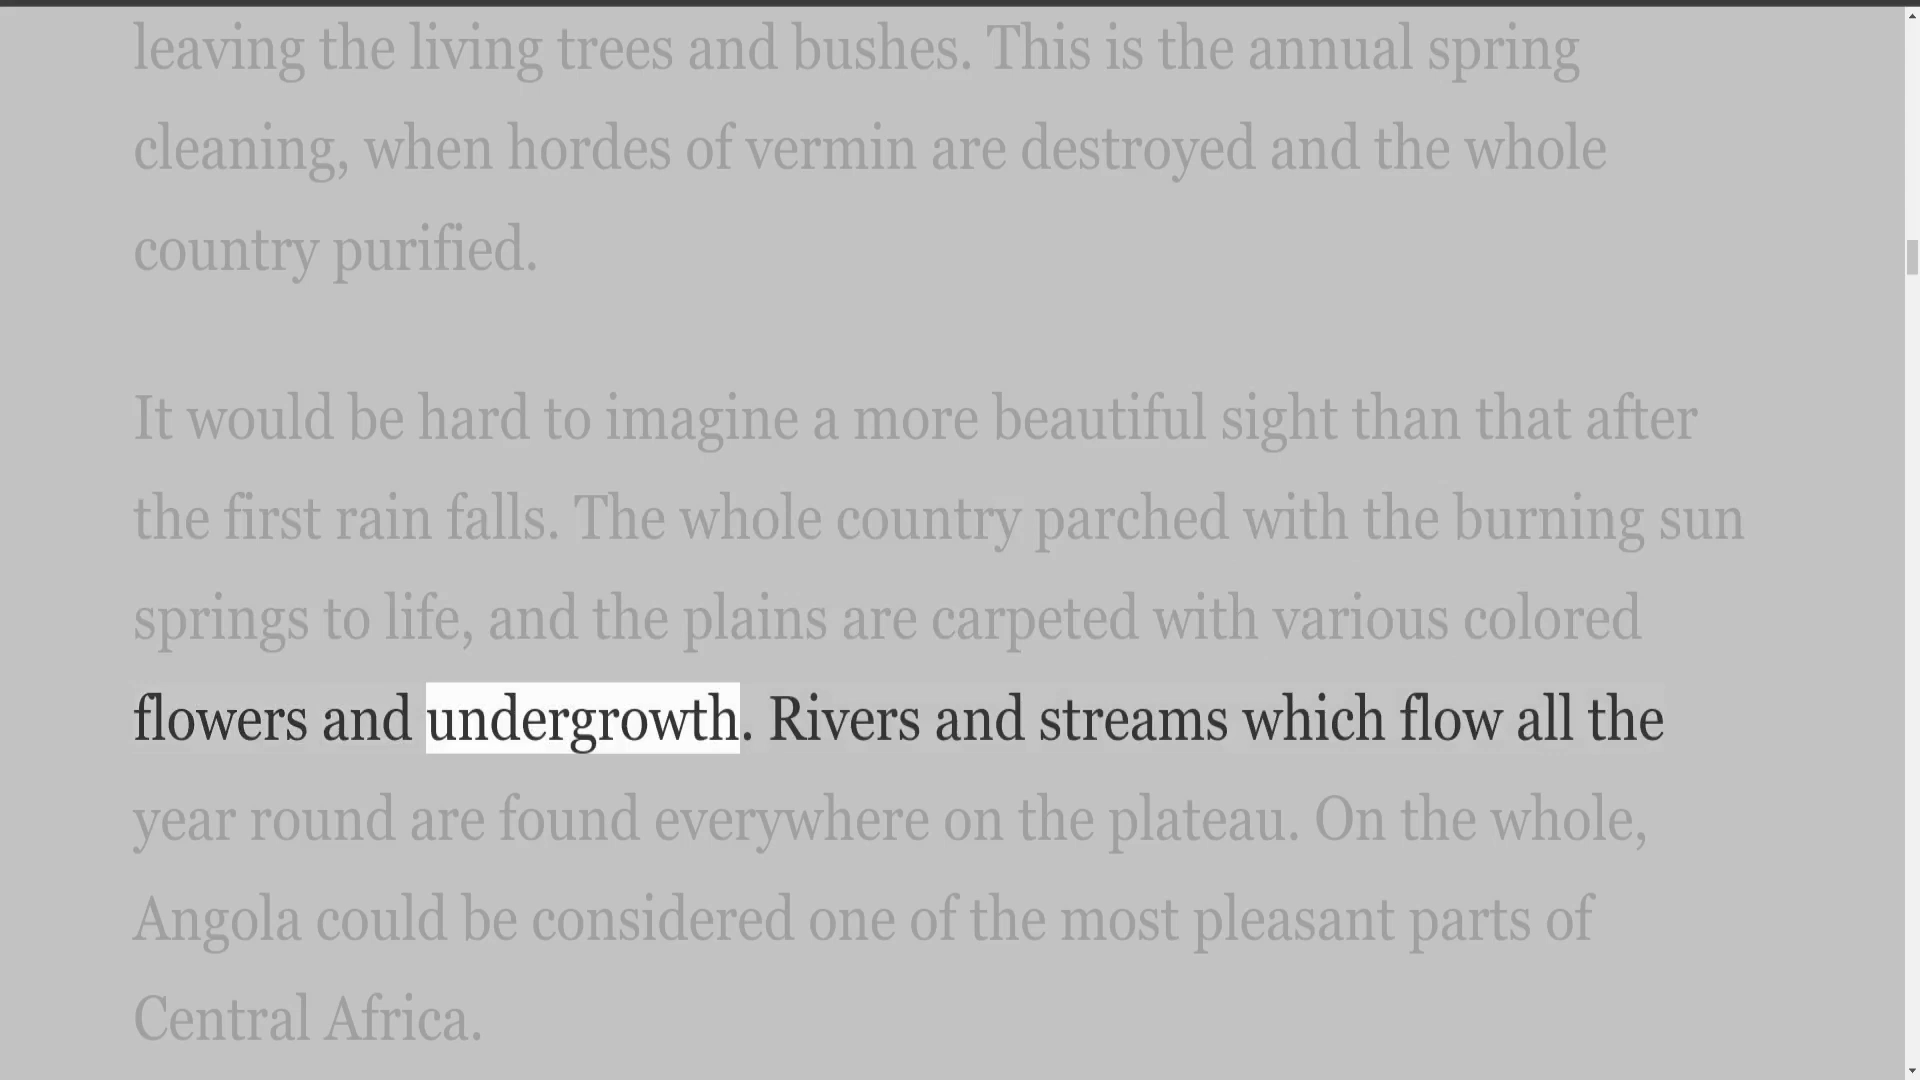 leaving the living trees and bushes. This is the annual spring
cleaning, when hordes of vermin are destroyed and the whole
country purified.
It would be hard to imagine a more beautiful sight than that after
the first rain falls. The whole country parched with the burning sun
springs to life, and the plains are carpeted with various colored
flowers and undergrowth. Rivers and streams which flow all the
year round are found everywhere on the plateau. On the whole,
Angola could be considered one of the most pleasant parts of
Central Africa.